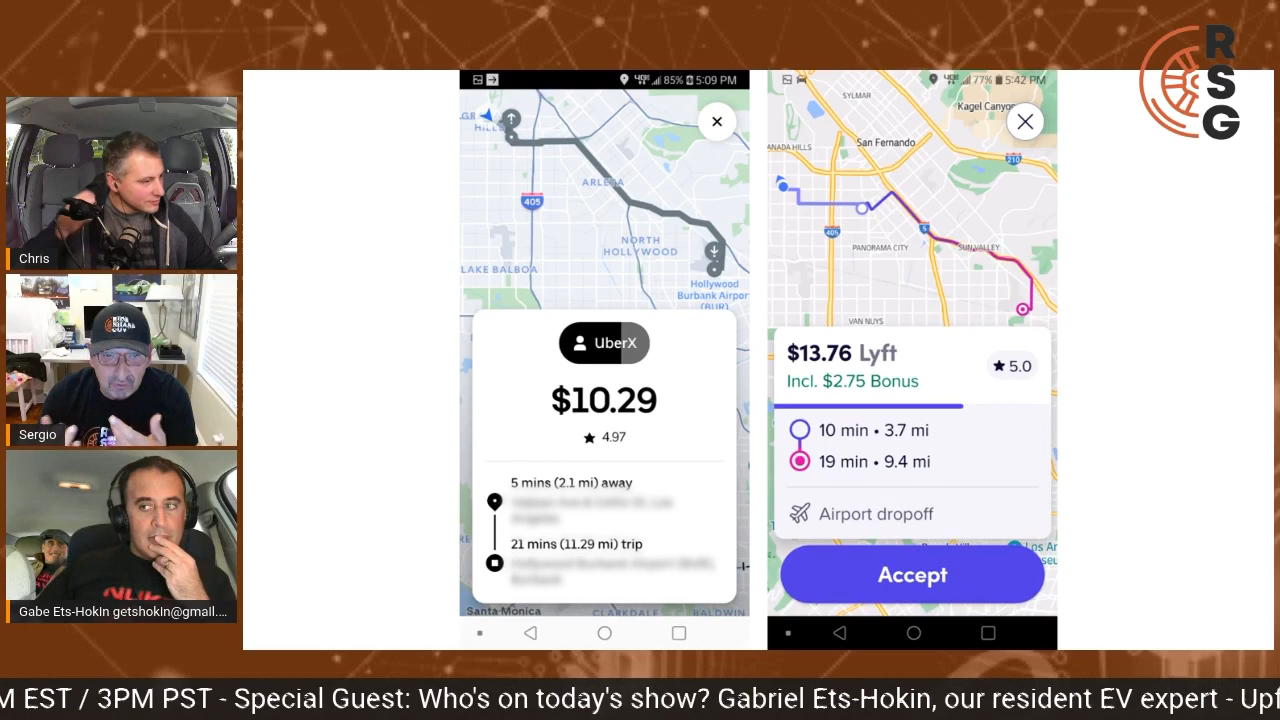 R
S
G
Chris
Sergio
Gabe Ets-HokIn getshokIn@gmaIl....
85% 5:09 PM
HILL
ARLETA
405
NORTH
HOLLYWOOD
LAKE BALBOA
Hollywood
Burbank Airport
(BUR)
UberX
$10.29
4.97
5 mins (2.1 mi) away
21 mins (11.29 mi) trip
Santa Monica
CLARKDALE
BALDWIN
77% 5:42 PM
SYLMAR
Kagel Canyon
San Fernando
ANADA HILLS
210
405
5
PANORAMA CITY
SUN VALLEY
VAN NUYS
$13.76 Lyft
5.0
Incl. $2.75 Bonus
10 min • 3.7 mi
19 min • 9.4 mi
Airport dropoff
Los An
Accept
M EST / 3PM PST - Special Guest: Who's on today's show? Gabriel Ets-Hokin, our resident EV expert - Upf